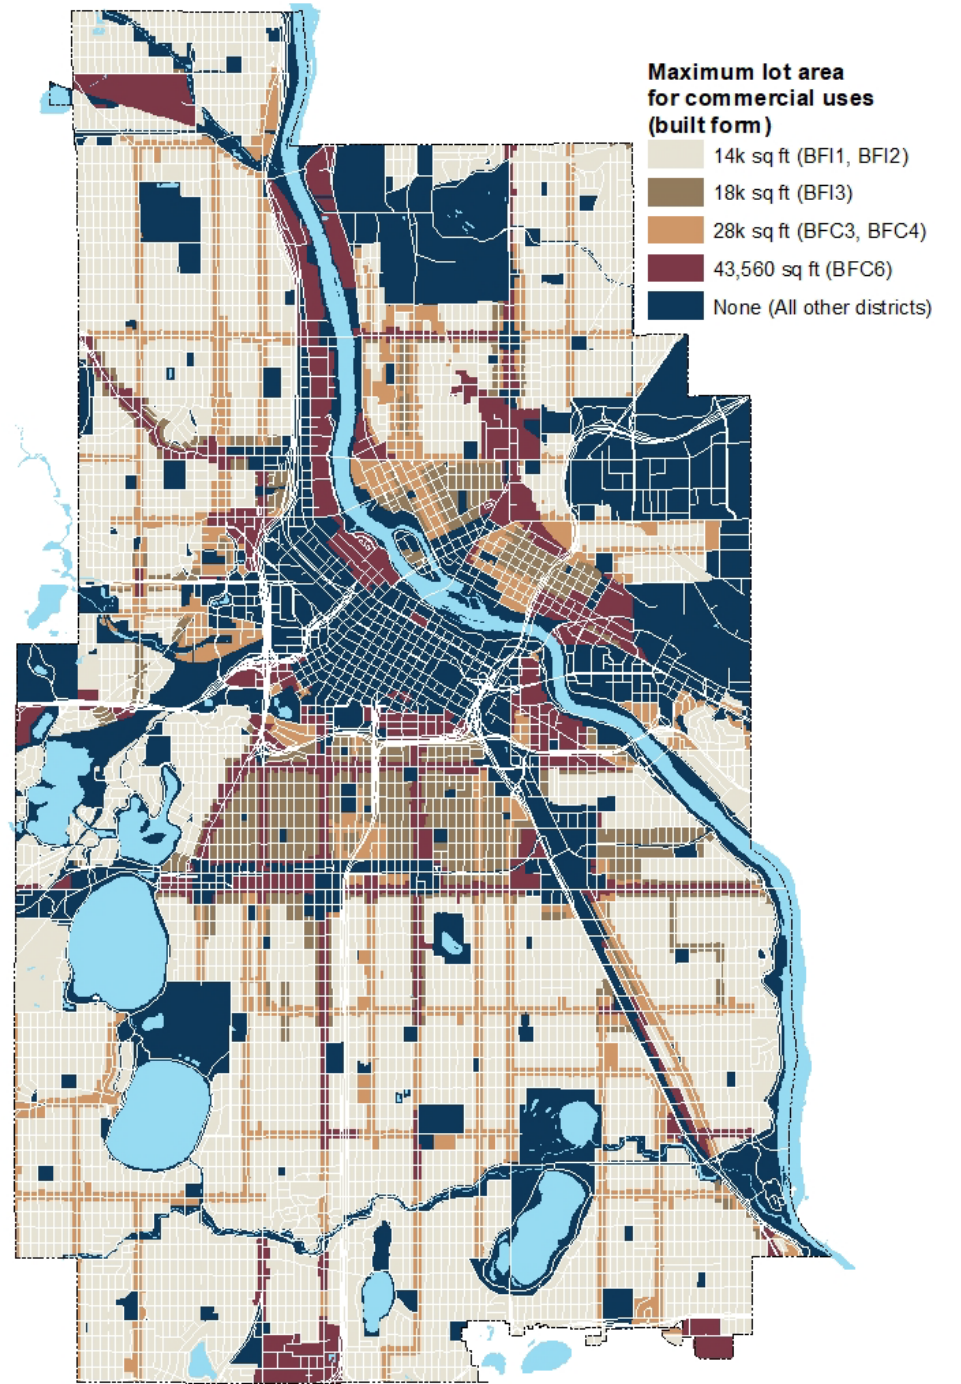 Maximum lot area
for commercial uses
(built form)
14k sq ft (BFI1, BFI2)
18k sq ft (BFI3)
28k sq ft (BFC3, BFC4)
43,560 sq ft (BFC6)
None (All other districts)